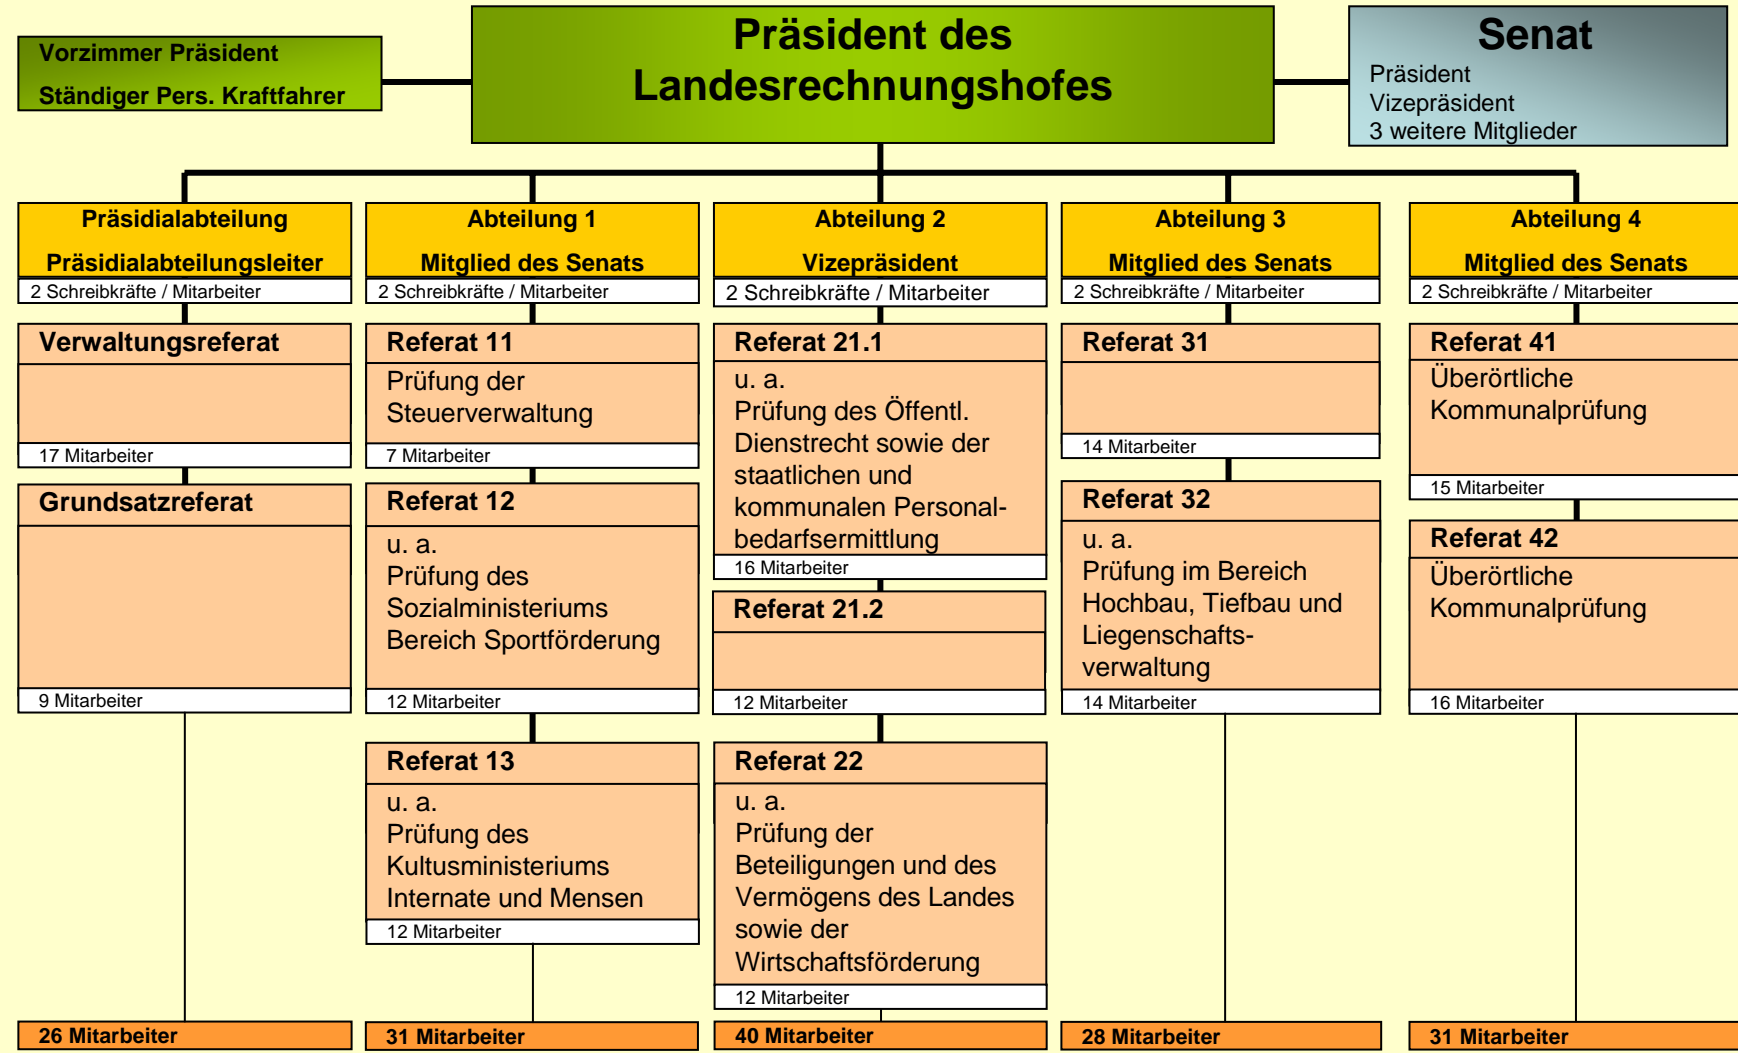 Präsident des
Landesrechnungshofes
Vorzimmer Präsident
Ständiger Pers. Kraftfahrer
Senat
Präsident
Vizepräsident
3 weitere Mitglieder
Präsidialabteilung
Präsidialabteilungsleiter
2 Schreibkräfte / Mitarbeiter
Verwaltungsreferat
17 Mitarbeiter
Grundsatzreferat
9 Mitarbeiter
26 Mitarbeiter
Abteilung 1
Mitglied des Senats
2 Schreibkräfte / Mitarbeiter
Referat 11
Prüfung der
Steuerverwaltung
7 Mitarbeiter
Referat 12
u. a.
Prüfung des
Sozialministeriums
Bereich Sportförderung
12 Mitarbeiter
Referat 13
u. a.
Prüfung des
Kultusministeriums
Internate und Mensen
12 Mitarbeiter
31 Mitarbeiter
Abteilung 2
Vizepräsident
2 Schreibkräfte / Mitarbeiter
Referat 21.1
u. a.
Prüfung des Öffentl.
Dienstrecht sowie der
staatlichen und
kommunalen Personal-
bedarfsermittlung
16 Mitarbeiter
Referat 21.2
12 Mitarbeiter
Referat 22
u. a.
Prüfung der
Beteiligungen und des
Vermögens des Landes
sowie der
Wirtschaftsförderung
12 Mitarbeiter
40 Mitarbeiter
Abteilung 3
Mitglied des Senats
2 Schreibkräfte / Mitarbeiter
Referat 31
14 Mitarbeiter
Referat 32
u. a.
Prüfung im Bereich
Hochbau, Tiefbau und
Liegenschafts-
verwaltung
14 Mitarbeiter
28 Mitarbeiter
Abteilung 4
Mitglied des Senats
2 Schreibkräfte / Mitarbeiter
Referat 41
Überörtliche
Kommunalprüfung
15 Mitarbeiter
Referat 42
Überörtliche
Kommunalprüfung
16 Mitarbeiter
31 Mitarbeiter